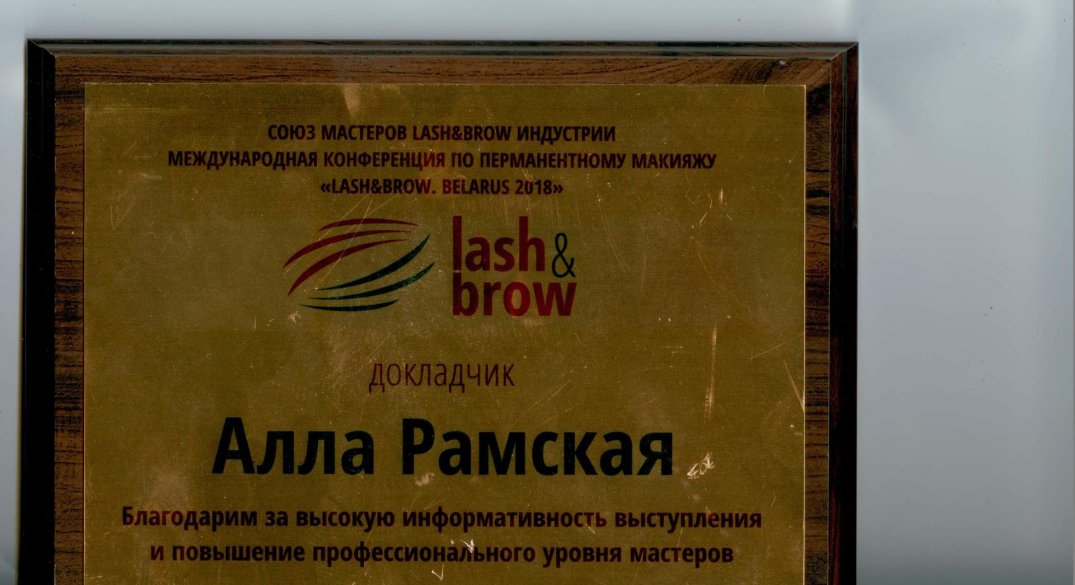 СОЮЗ МАСТЕРОВ LASH&BROW ИНДУСТРИИ
МЕЖДУНАРОДНАЯ КОНФЕРЕНЦИЯ ПО ПЕРМАНЕНТНОМУ МАКИЯЖУ
«LASH&BROW. BELARUS 2018»
lash&
brow
докладчик
Алла Рамская
Благодарим за высокую информативность выступления
и повышение профессионального уровня мастеров